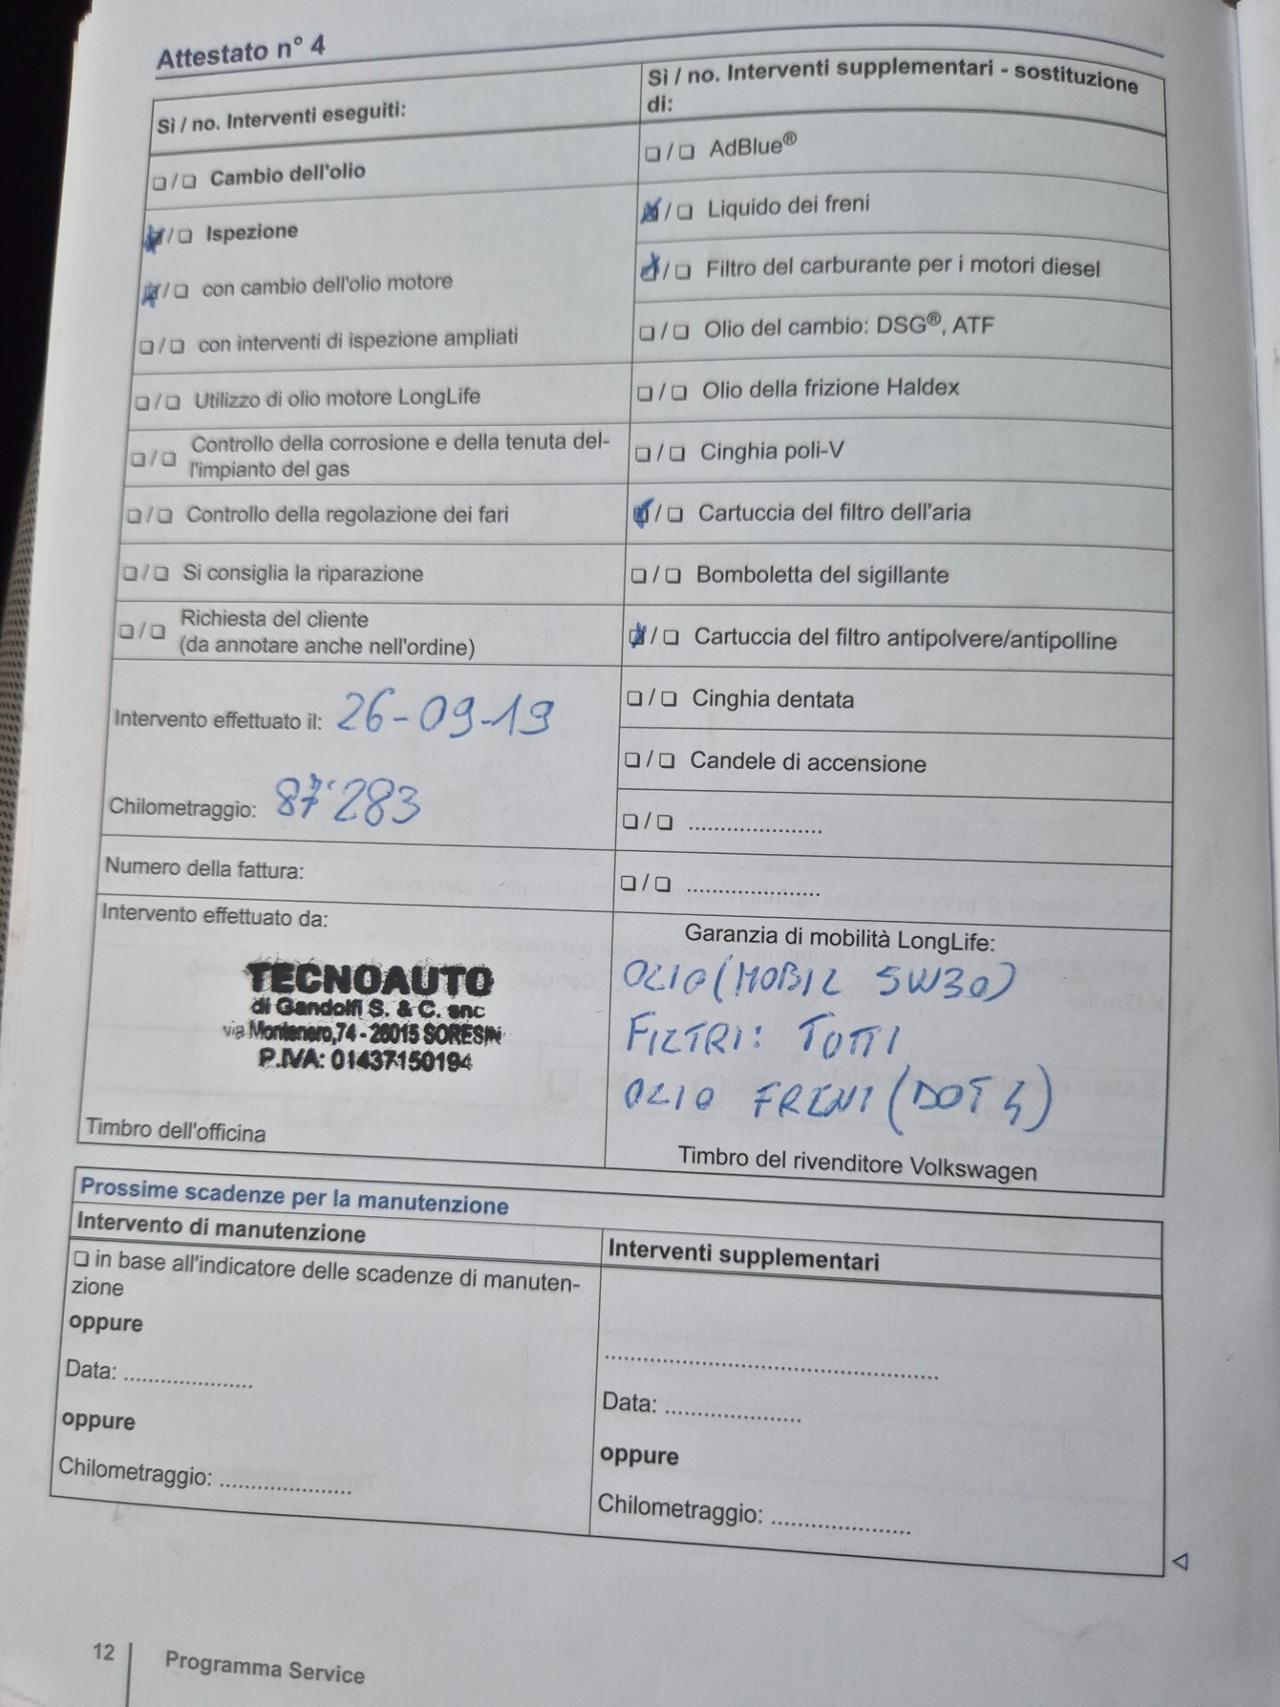 Attestato n° 4
Sì / no. Interventi eseguiti:
❏ / ❏ Cambio dell'olio
☒ / ❏ Ispezione
☒ / ❏ con cambio dell'olio motore
❏ / ❏ con interventi di ispezione ampliati
❏ / ❏ Utilizzo di olio motore LongLife
❏ / ❏ Controllo della corrosione e della tenuta del-
l'impianto del gas
❏ / ❏ Controllo della regolazione dei fari
❏ / ❏ Si consiglia la riparazione
❏ / ❏ Richiesta del cliente
(da annotare anche nell'ordine)
Intervento effettuato il: 26-09-19
Chilometraggio: 87'283
Numero della fattura:
Intervento effettuato da:
TECNOAUTO
di Gandolfi S. & C. snc
via Montenero,74 - 26015 SORESIN
P.IVA: 01437150194
Timbro dell'officina
Sì / no. Interventi supplementari - sostituzione
di:
❏ / ❏ AdBlue®
☒ / ❏ Liquido dei freni
☒ / ❏ Filtro del carburante per i motori diesel
❏ / ❏ Olio del cambio: DSG®, ATF
❏ / ❏ Olio della frizione Haldex
❏ / ❏ Cinghia poli-V
☒ / ❏ Cartuccia del filtro dell'aria
❏ / ❏ Bomboletta del sigillante
☒ / ❏ Cartuccia del filtro antipolvere/antipolline
❏ / ❏ Cinghia dentata
❏ / ❏ Candele di accensione
❏ / ❏ ......................
❏ / ❏ ......................
Garanzia di mobilità LongLife:
OLIO (MOBIL 5W30)
FILTRI: TUTTI
OLIO FRENI (DOT 4)
Timbro del rivenditore Volkswagen
Prossime scadenze per la manutenzione
Intervento di manutenzione
❏ in base all'indicatore delle scadenze di manuten-
zione
oppure
Data: ......................
oppure
Chilometraggio: ......................
Interventi supplementari
........................................................
Data: ......................
oppure
Chilometraggio: ......................
12
Programma Service